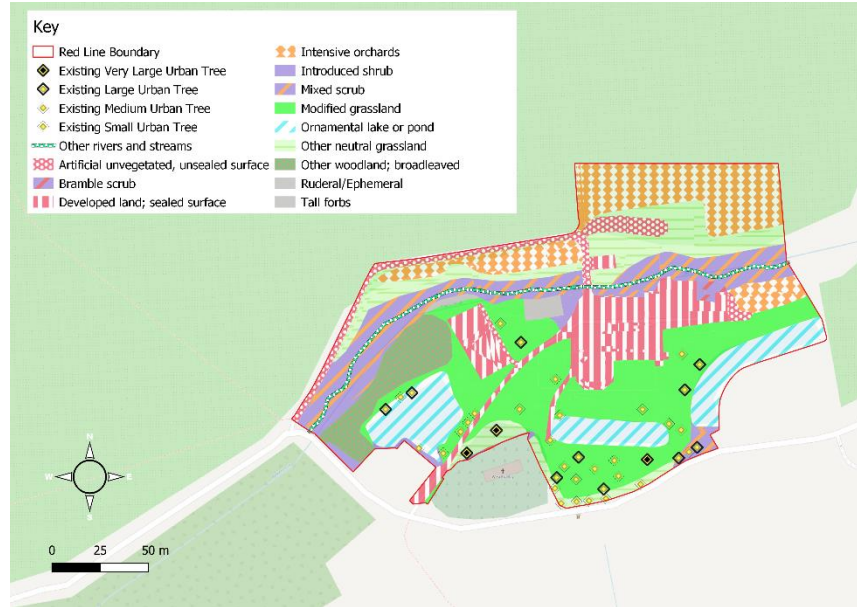 Key
Red Line Boundary
Existing Very Large Urban Tree
Existing Large Urban Tree
Existing Medium Urban Tree
Existing Small Urban Tree
Other rivers and streams
Artificial unvegetated, unsealed surface
Bramble scrub
Developed land; sealed surface
Intensive orchards
Introduced shrub
Mixed scrub
Modified grassland
Ornamental lake or pond
Other neutral grassland
Other woodland; broadleaved
Ruderal/Ephemeral
Tall forbs
N
W
E
S
0 25 50 m